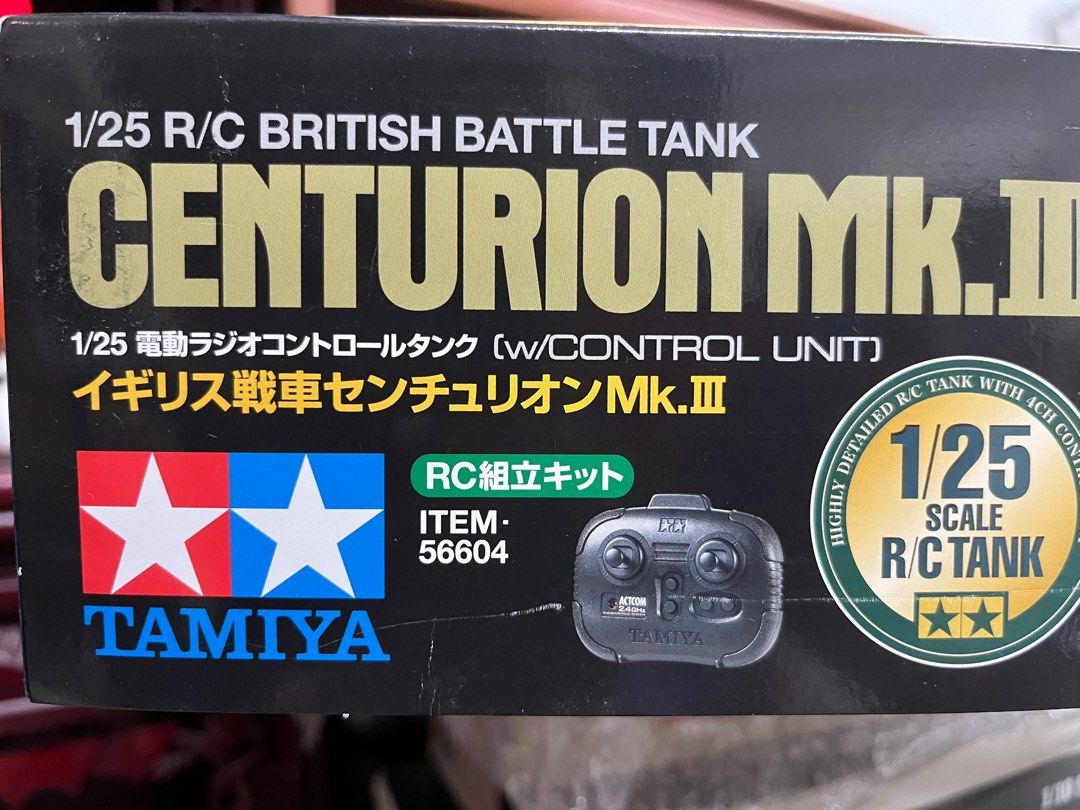 1/25 R/C BRITISH BATTLE TANK
CENTURION Mk.III
1/25 電動ラジオコントロールタンク (w/CONTROL UNIT)
イギリス戦車センチュリオンMk.III
RC組立キット
ITEM·
56604
TAMIYA
ACTCOM
2.4GHz
TAMIYA
HIGHLY DETAILED R/C TANK WITH 4CH CONT
1/25
SCALE
R/C TANK
1/10